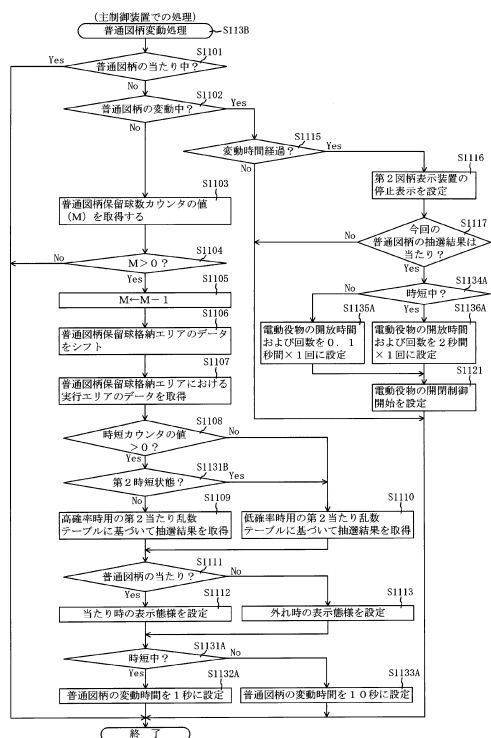 (主制御装置での処理)
普通図柄変動処理
S113B
S1101
Yes
普通図柄の当たり中?
No
S1102
普通図柄の変動中?
Yes
No
S1115
変動時間経過?
Yes
No
S1116
第2図柄表示装置の
停止表示を設定
S1117
今回の
普通図柄の抽選結果は
当たり?
No
Yes
S1134A
時短中?
No
Yes
S1135A
電動役物の開放時間
および回数を0.1
秒間×1回に設定
S1136A
電動役物の開放時間
および回数を2秒間
×1回に設定
S1121
電動役物の開閉制御
開始を設定
S1103
普通図柄保留球数カウンタの値
(M)を取得する
S1104
No
M>0?
Yes
S1105
M←M-1
S1106
普通図柄保留球格納エリアのデータ
をシフト
S1107
普通図柄保留球格納エリアにおける
実行エリアのデータを取得
S1108
時短カウンタの値
>0?
No
Yes
S1131B
第2時短状態?
Yes
No
S1109
高確率時用の第2当たり乱数
テーブルに基づいて抽選結果を取得
S1110
低確率時用の第2当たり乱数
テーブルに基づいて抽選結果を取得
S1111
普通図柄の当たり?
No
Yes
S1112
当たり時の表示態様を設定
S1113
外れ時の表示態様を設定
S1131A
時短中?
No
Yes
S1132A
普通図柄の変動時間を1秒に設定
S1133A
普通図柄の変動時間を10秒に設定
終 了